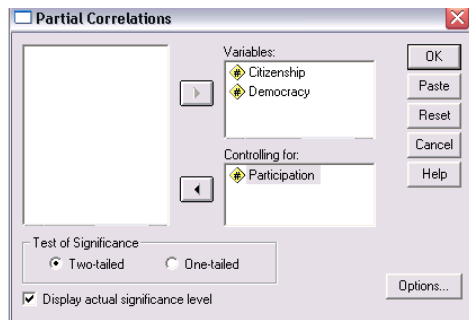 Partial Correlations
Variables:
# Citizenship
# Democracy
Controlling for:
# Participation
OK
Paste
Reset
Cancel
Help
Test of Significance
Two-tailed
One-tailed
Display actual significance level
Options...